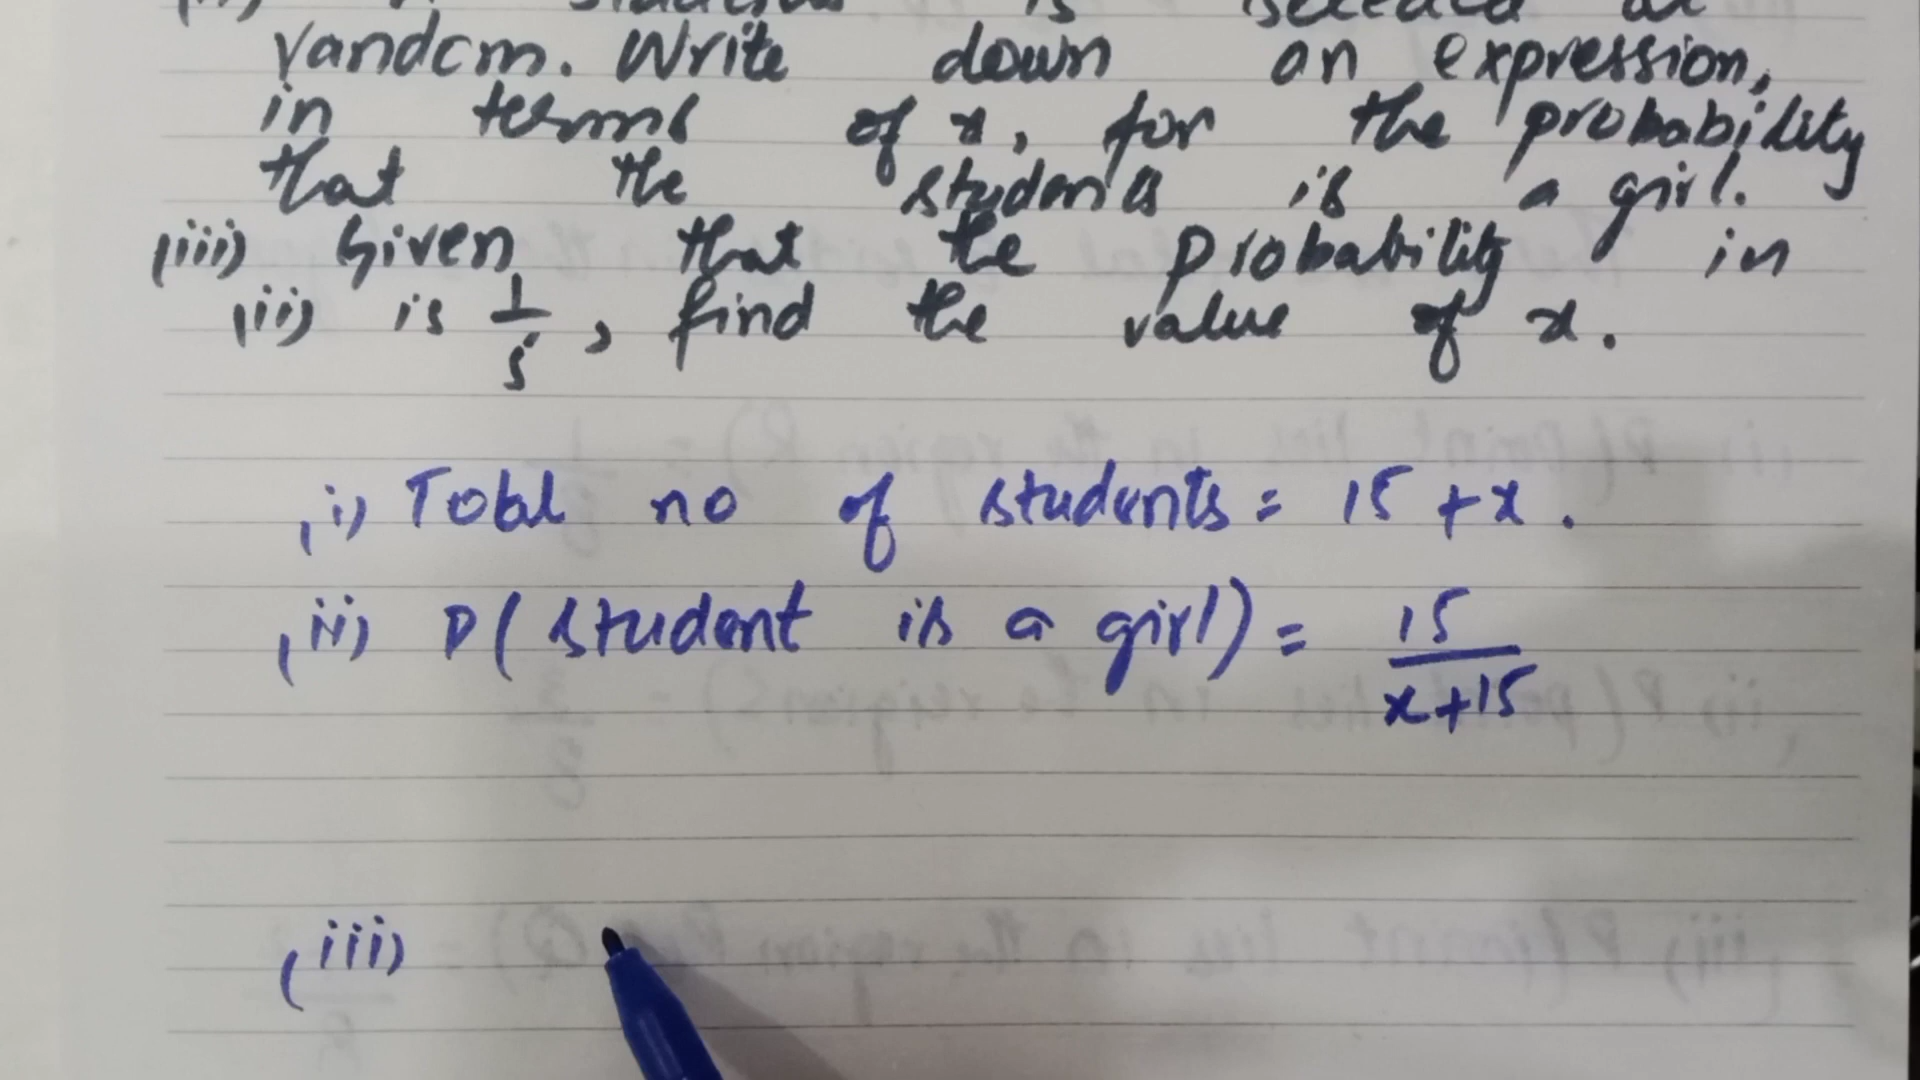 random. Write down an expression,
in terms of x, for the probability
that the students is a girl.
(iii) Given that the probability in
(ii) is 1/5, find the value of x.
(i) Total no of students = 15 + x.
(ii) P( student is a girl) = 15/x+15
(iii)